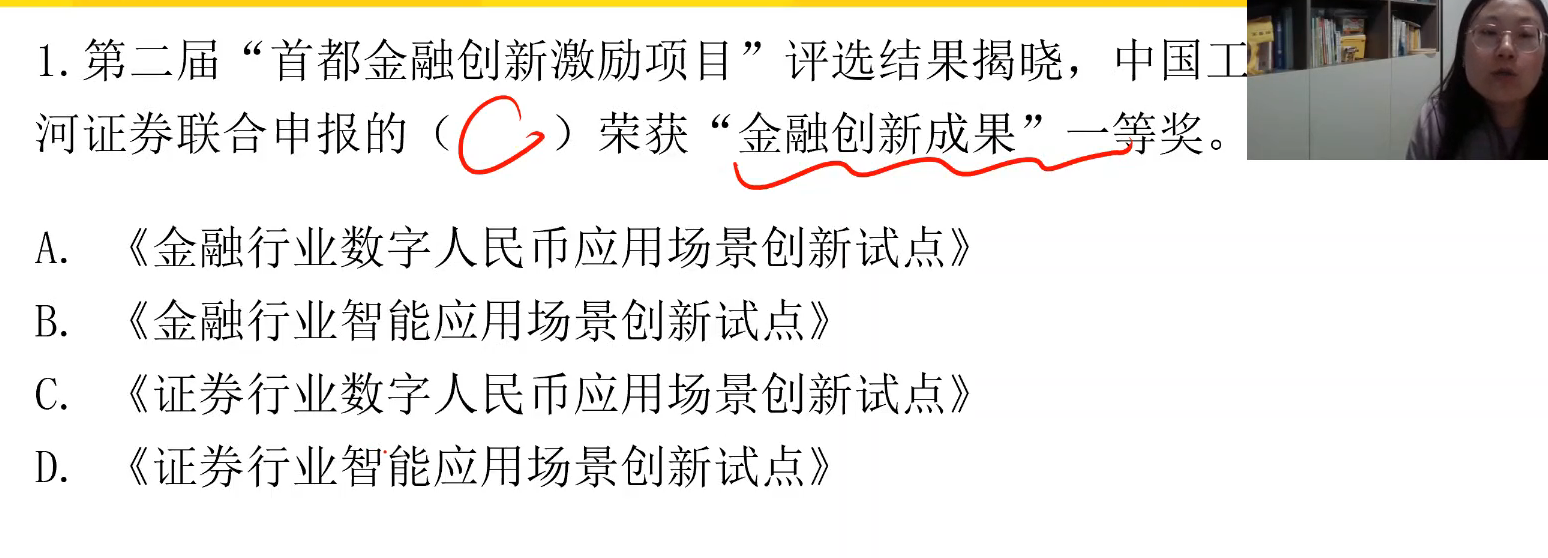 1. 第二届“首都金融创新激励项目”评选结果揭晓，中国工
河证券联合申报的（C）荣获“金融创新成果”一等奖。
A. 《金融行业数字人民币应用场景创新试点》
B. 《金融行业智能应用场景创新试点》
C. 《证券行业数字人民币应用场景创新试点》
D. 《证券行业智能应用场景创新试点》